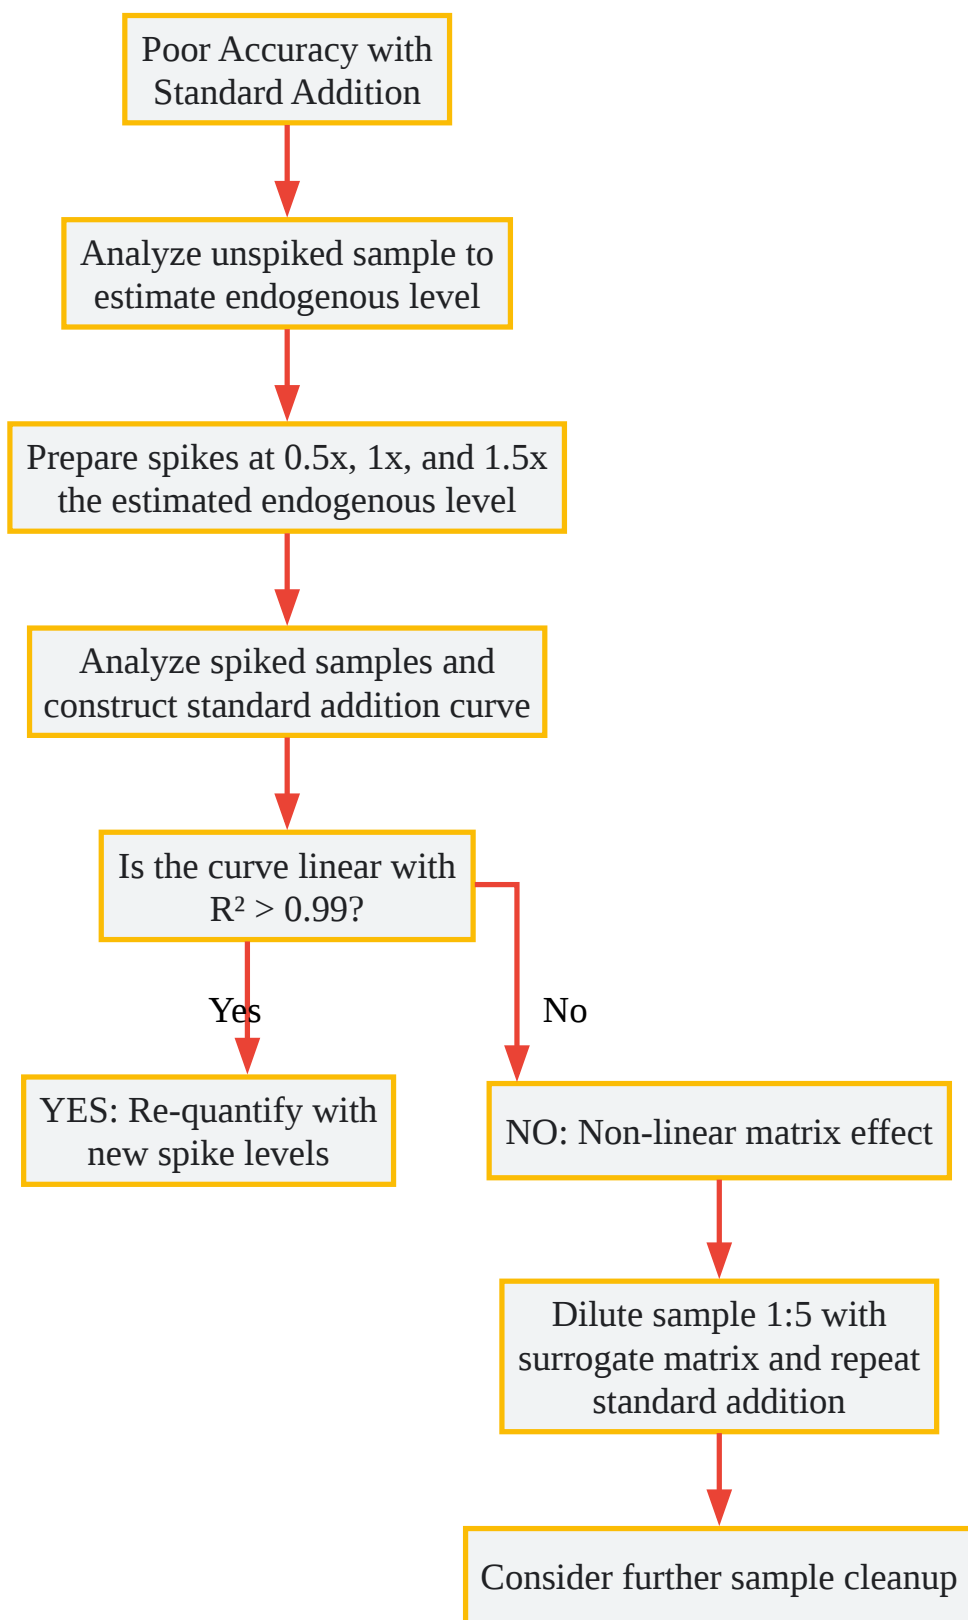 Poor Accuracy with
Standard Addition
Analyze unspiked sample to
estimate endogenous level
Prepare spikes at 0.5x, 1x, and 1.5x
the estimated endogenous level
Analyze spiked samples and
construct standard addition curve
Is the curve linear with
R² > 0.99?
Yes
No
YES: Re-quantify with
new spike levels
NO: Non-linear matrix effect
Dilute sample 1:5 with
surrogate matrix and repeat
standard addition
Consider further sample cleanup